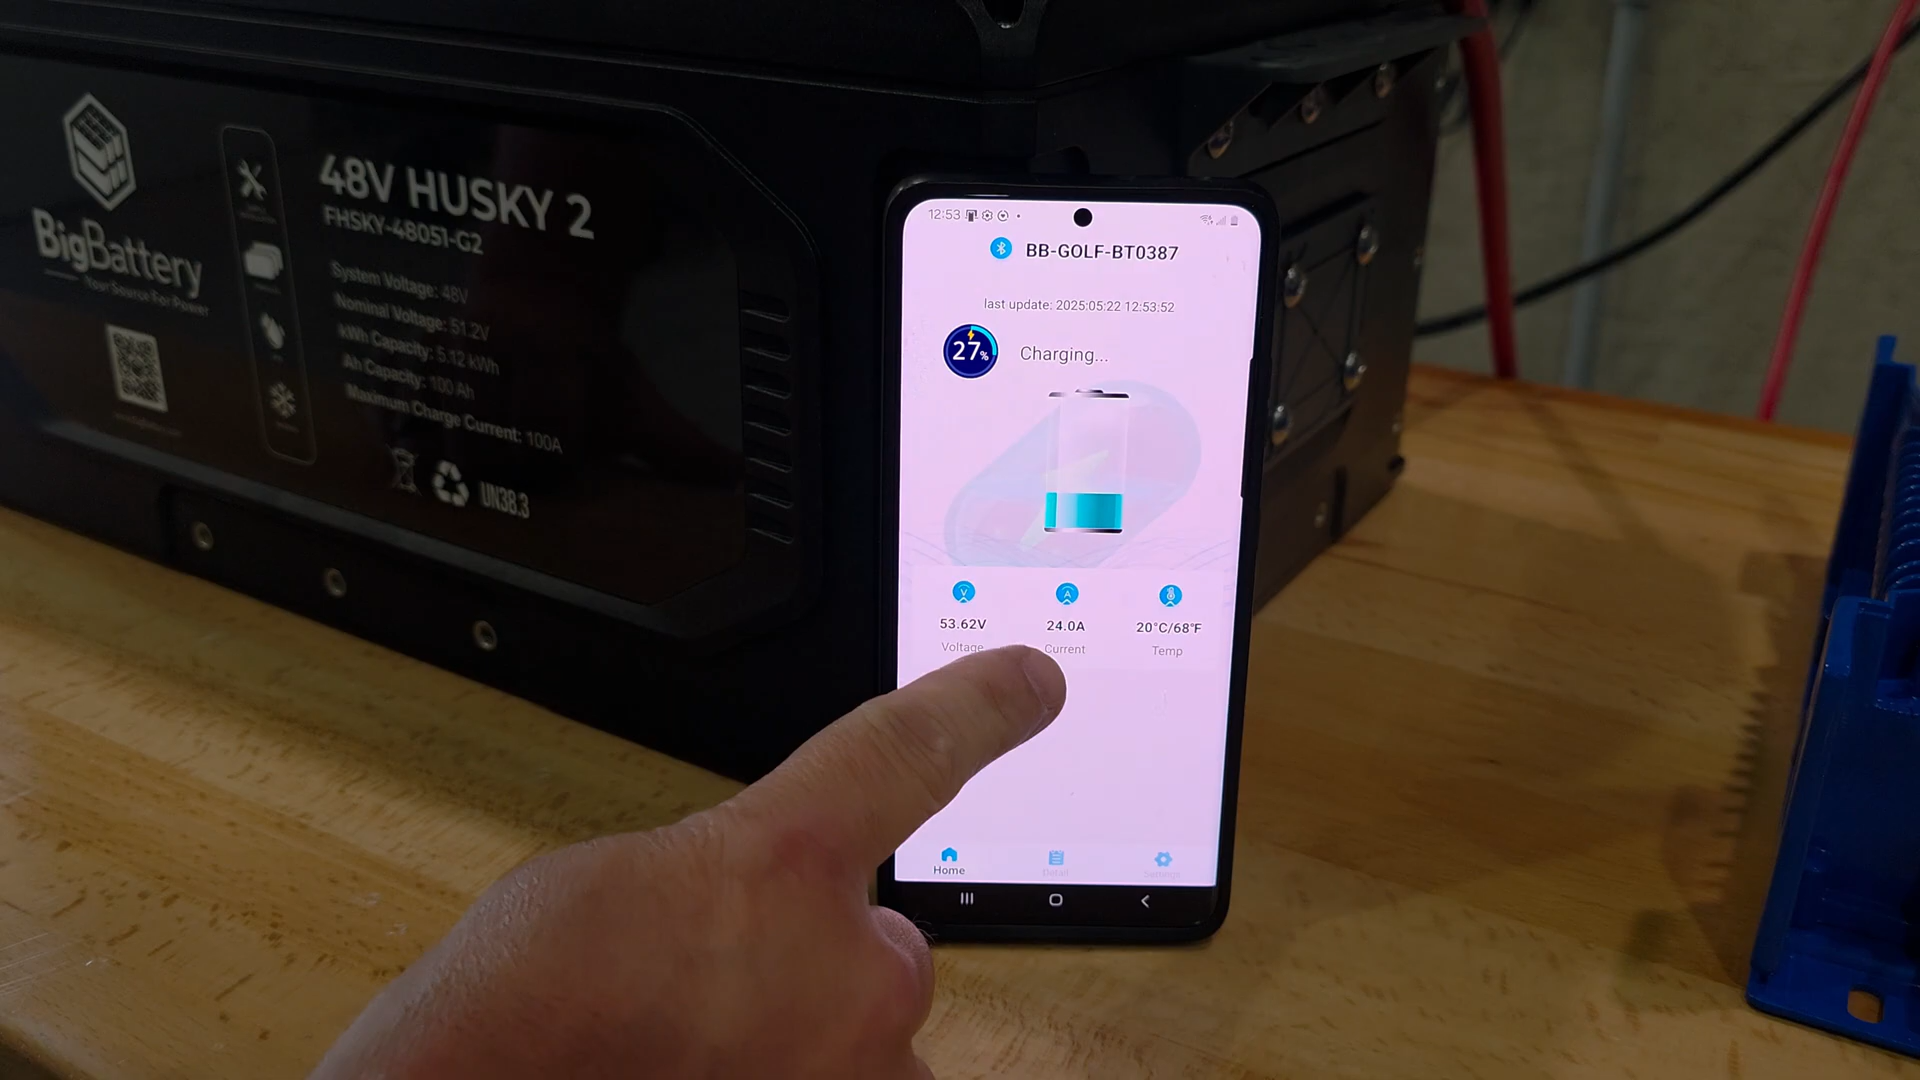 BigBattery
Your Source For Power
48V HUSKY 2
FHSKY-48051-G2
System Voltage: 48V
Nominal Voltage: 51.2V
kWh Capacity: 5.12 kWh
Ah Capacity: 100 Ah
Maximum Charge Current: 100A
UN38.3
12:53
BB-GOLF-BT0387
last update: 2025:05:22 12:53:52
27%
Charging...
V
A
53.62V
24.0A
20°C/68°F
Voltage
Current
Temp
Home
Detail
Settings